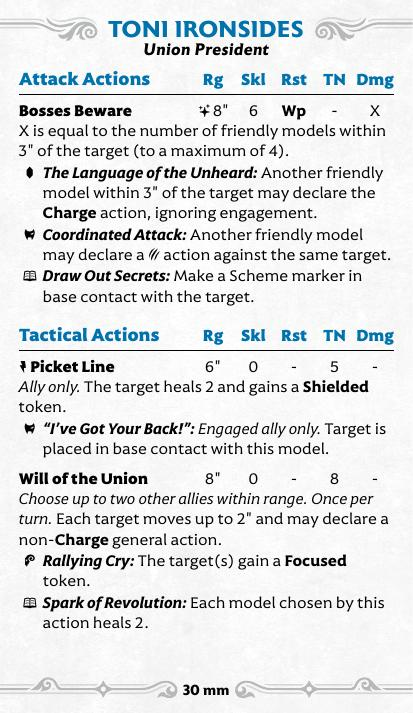 TONI IRONSIDES
Union President
Attack Actions Rg Skl Rst TN Dmg
Bosses Beware 8" 6 Wp - X
X is equal to the number of friendly models within
3" of the target (to a maximum of 4).
The Language of the Unheard: Another friendly
model within 3" of the target may declare the
Charge action, ignoring engagement.
Coordinated Attack: Another friendly model
may declare a action against the same target.
Draw Out Secrets: Make a Scheme marker in
base contact with the target.
Tactical Actions Rg Skl Rst TN Dmg
Picket Line 6" 0 - 5 -
Ally only. The target heals 2 and gains a Shielded
token.
“I’ve Got Your Back!”: Engaged ally only. Target is
placed in base contact with this model.
Will of the Union 8" 0 - 8 -
Choose up to two other allies within range. Once per
turn. Each target moves up to 2" and may declare a
non-Charge general action.
Rallying Cry: The target(s) gain a Focused
token.
Spark of Revolution: Each model chosen by this
action heals 2.
30 mm